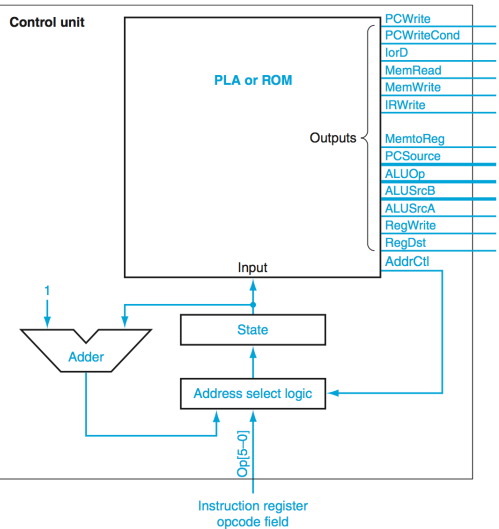 Control unit
PLA or ROM
Outputs
PCWrite
PCWriteCond
IorD
MemRead
MemWrite
IRWrite
MemtoReg
PCSource
ALUOp
ALUSrcB
ALUSrcA
RegWrite
RegDst
AddrCtl
Input
1
State
Adder
Address select logic
Op[5–0]
Instruction register
opcode field